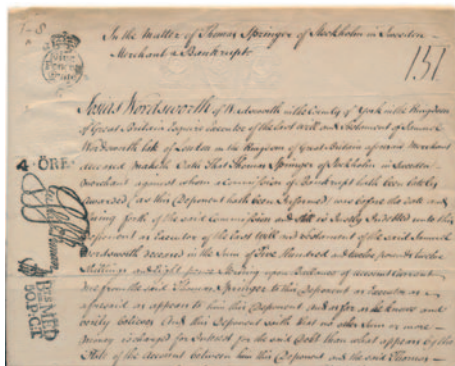 In the Matter of Thomas Springer of Stockholm in Sweden
Merchant a Bankrupt
151
Nine
Pence
Josias Wordsworth of Wadworth in the County of York in the Kingdom
of Great Britain Esquire Executor of the Last Will and Testament of Samuel
Wordsworth late of London in the Kingdom of Great Britain aforesaid Merchant
deceased maketh Oath That Thomas Springer of Stockholm in Sweden
Merchant against whom a Commission of Bankrupt hath been lately
awarded (as this Deponent hath been Informed) was before the date and
suing forth of the said Commission and still is Justly Indebted unto this
Deponent as Executor of the Last Will and Testament of the said Samuel
Wordsworth deceased in the Sum of Five Hundred and twelve pounds twelve
Shillings and Eight pence Arising upon Ballance of account Current
due from the said Thomas Springer to this Deponent as Executor as
aforesaid as appears to him this Deponent and as far as he knows and
verily believes And this Deponent saith that no other Sum or more
money is charged for Interest for the said Debt than what appears by the
State of the Account between him this Deponent and the said Thomas
4 ÖRE
MED
50. P. CT